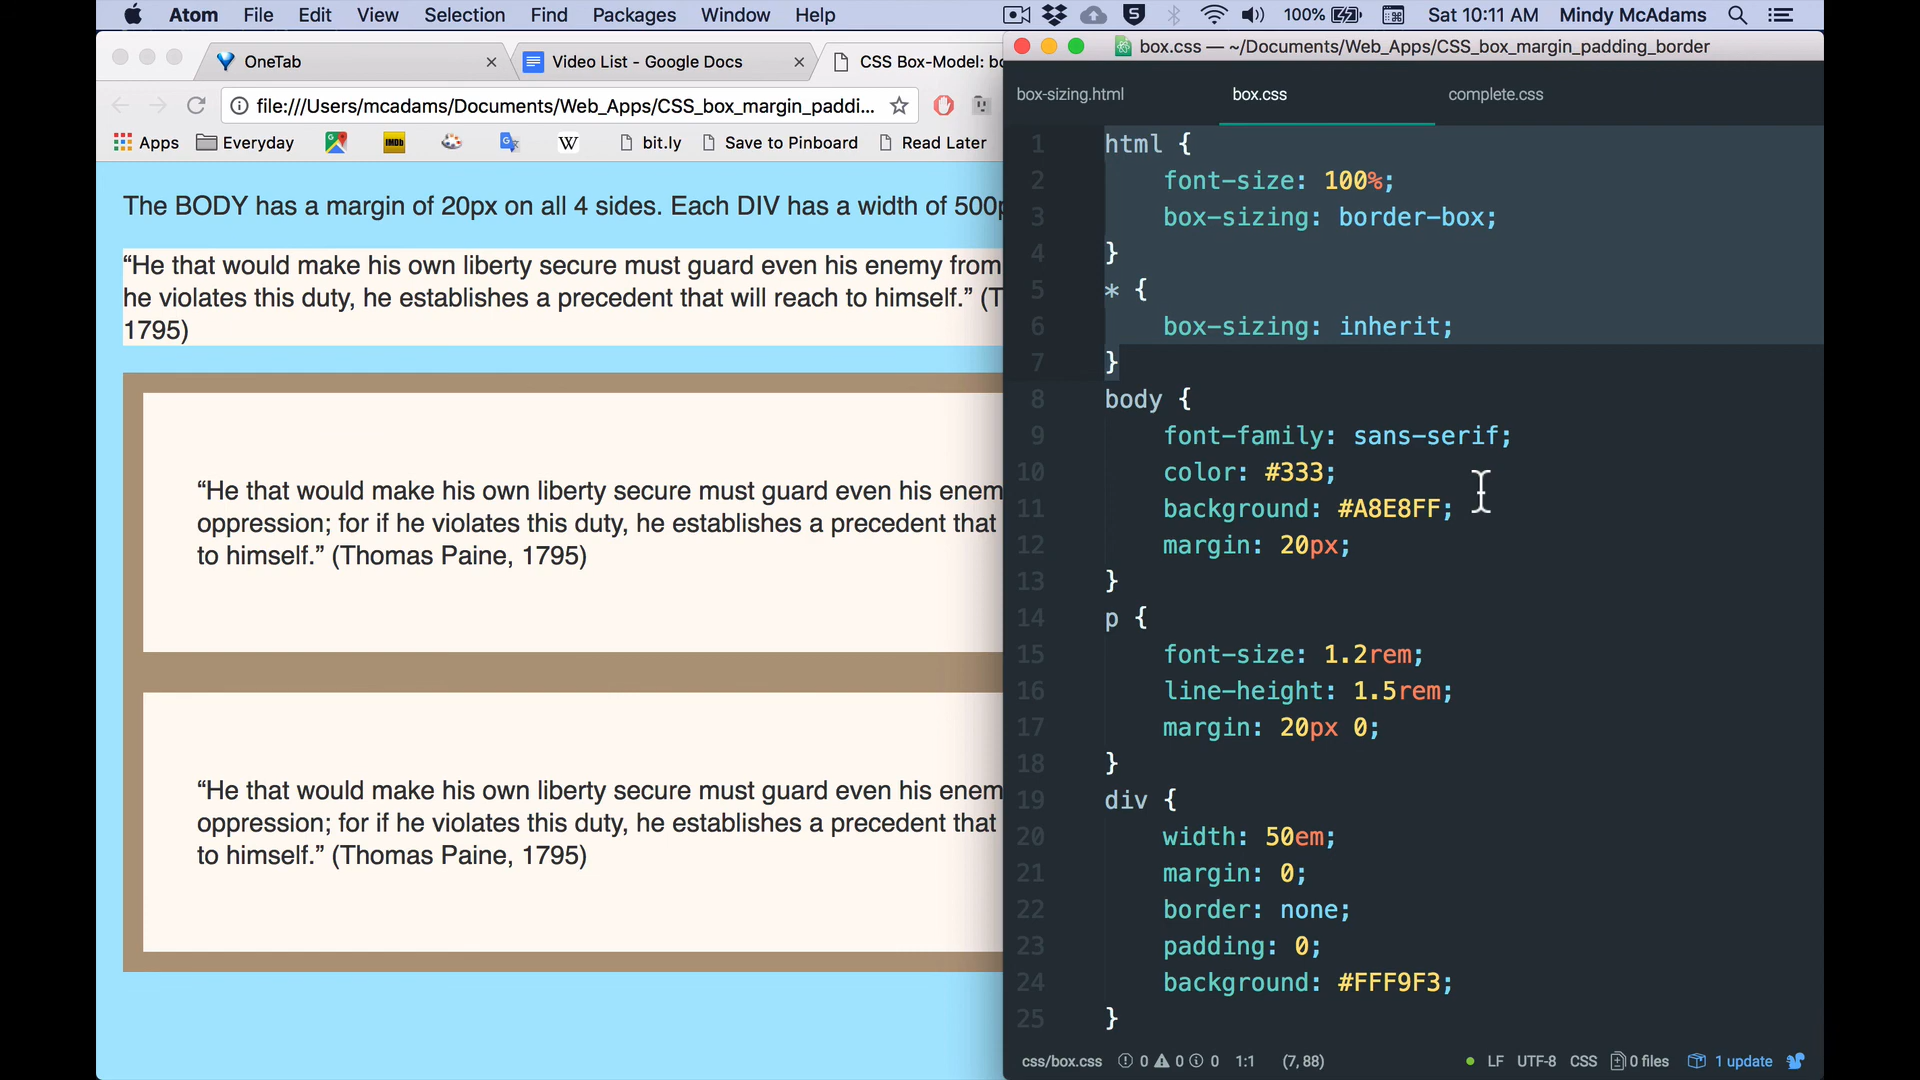 Atom File Edit View Selection Find Packages Window Help 100% Sat 10:11 AM Mindy McAdams
OneTab
Video List - Google Docs
CSS Box-Model: bo
file:///Users/mcadams/Documents/Web_Apps/CSS_box_margin_paddi...
Apps Everyday IMDb W bit.ly Save to Pinboard Read Later
The BODY has a margin of 20px on all 4 sides. Each DIV has a width of 500p
“He that would make his own liberty secure must guard even his enemy from
he violates this duty, he establishes a precedent that will reach to himself.” (T
1795)
“He that would make his own liberty secure must guard even his enem
oppression; for if he violates this duty, he establishes a precedent that
to himself.” (Thomas Paine, 1795)
“He that would make his own liberty secure must guard even his enem
oppression; for if he violates this duty, he establishes a precedent that
to himself.” (Thomas Paine, 1795)
box.css — ~/Documents/Web_Apps/CSS_box_margin_padding_border
box-sizing.html box.css complete.css
1 html {
2 font-size: 100%;
3 box-sizing: border-box;
4 }
5 * {
6 box-sizing: inherit;
7 }
8 body {
9 font-family: sans-serif;
10 color: #333;
11 background: #A8E8FF;
12 margin: 20px;
13 }
14 p {
15 font-size: 1.2rem;
16 line-height: 1.5rem;
17 margin: 20px 0;
18 }
19 div {
20 width: 50em;
21 margin: 0;
22 border: none;
23 padding: 0;
24 background: #FFF9F3;
25 }
css/box.css 0 0 0 1:1 (7, 88) LF UTF-8 CSS 0 files 1 update